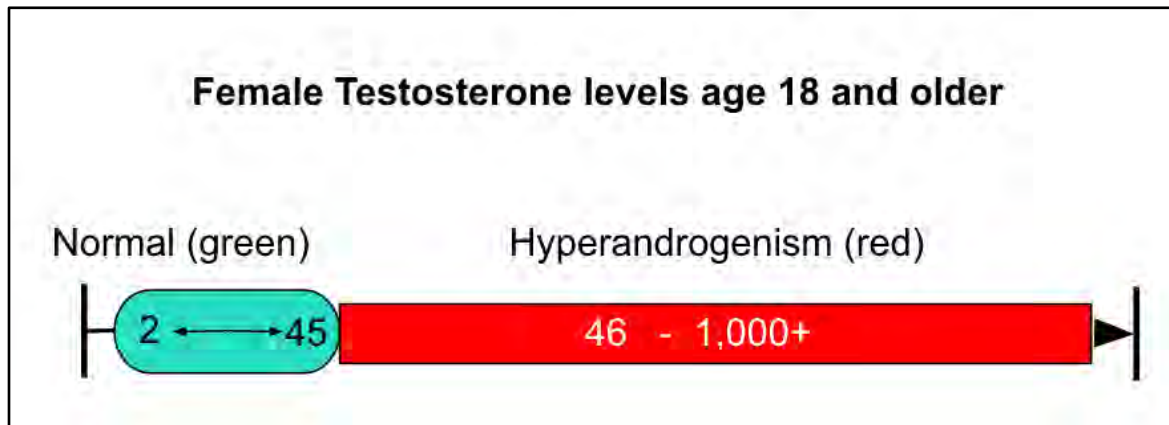 Female Testosterone levels age 18 and older
Normal (green) Hyperandrogenism (red)
2 45 46 - 1,000+